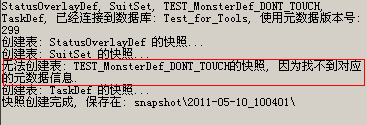 StatusOverlayDef, SuitSet, TEST_MonsterDef_DONT_TOUCH,
TaskDef, 已经连接到数据库: Test_for_Tools, 使用元数据版本号:
299
创建表: StatusOverlayDef 的快照...
创建表: SuitSet 的快照...
无法创建表: TEST_MonsterDef_DONT_TOUCH的快照, 因为找不到对应
的元数据信息.
创建表: TaskDef 的快照...
快照创建完成, 保存在: snapshot\2011-05-10_100401\